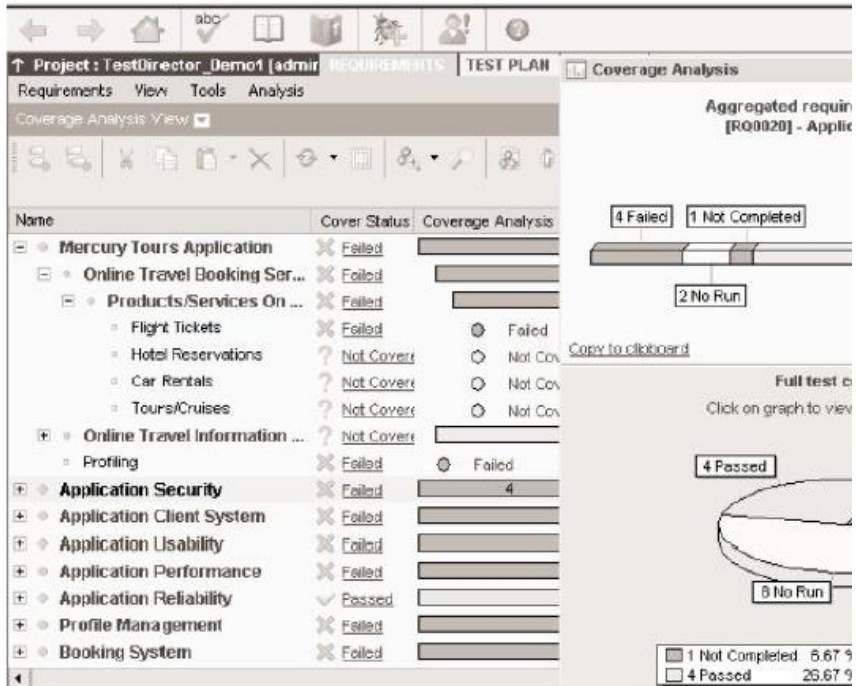 abc
Project : TestDirector_Demo1 [admir
REQUIREMENTS
TEST PLAN
Requirements View Tools Analysis
Coverage Analysis View
Name Cover Status Coverage Analysis
Mercury Tours Application Failed
Online Travel Booking Ser... Failed
Products/Services On ... Failed
Flight Tickets Failed Failed
Hotel Reservations Not Covere Not Cov
Car Rentals Not Covere Not Cov
Tours/Cruises Not Covere Not Cov
Online Travel Information ... Not Covere
Profiling Failed Failed
Application Security Failed 4
Application Client System Failed
Application Usability Failed
Application Performance Failed
Application Reliability Passed
Profile Management Failed
Booking System Failed
Coverage Analysis
Aggregated require
[RQ0020] - Applic
4 Failed
1 Not Completed
2 No Run
Copy to clipboard
Full test c
Click on graph to view
4 Passed
8 No Run
1 Not Completed 6.67 %
4 Passed 26.67 %